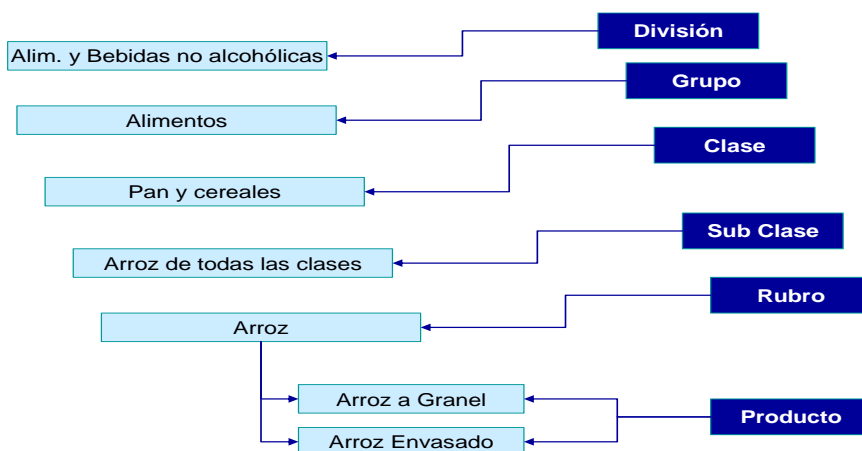 División
Alim. y Bebidas no alcohólicas
Grupo
Alimentos
Clase
Pan y cereales
Sub Clase
Arroz de todas las clases
Rubro
Arroz
Arroz a Granel
Producto
Arroz Envasado